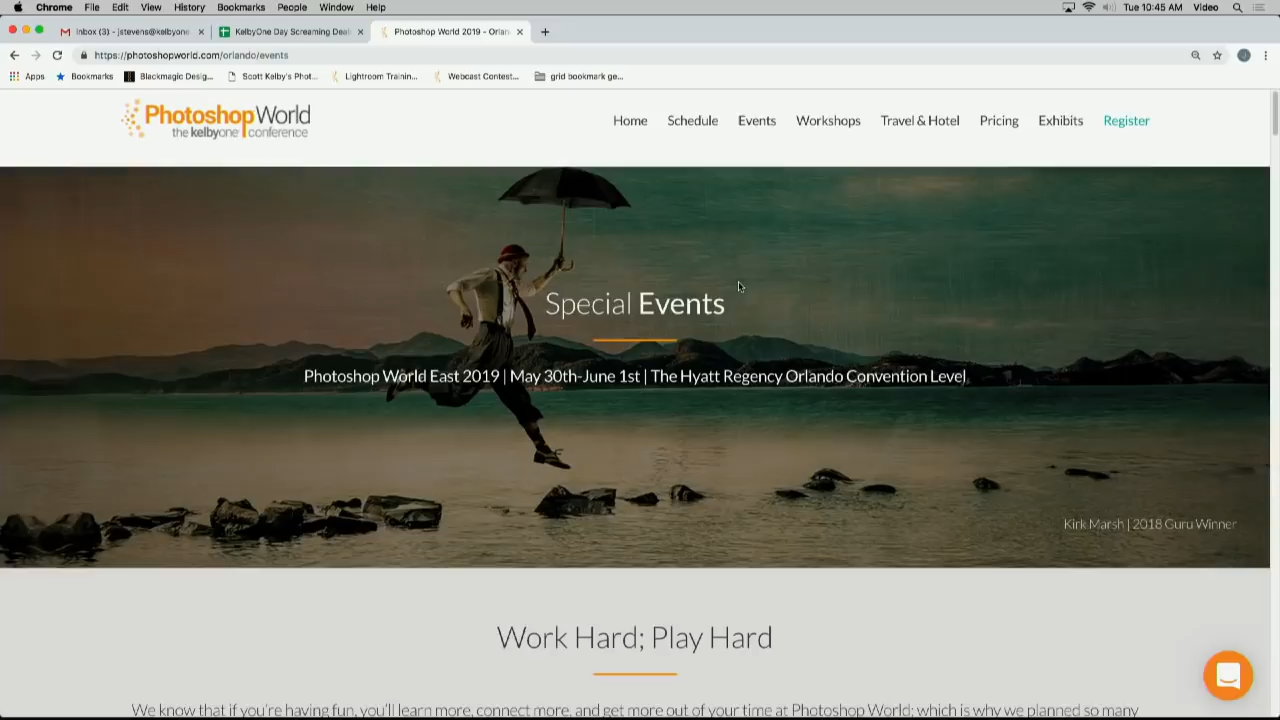 Chrome File Edit View History Bookmarks People Window Help Tue 10:45 AM Video
Inbox (3) - jstevens@kelbyone KelbyOne Day Screaming Deal Photoshop World 2019 - Orlan
https://photoshopworld.com/orlando/events
Apps Bookmarks Blackmagic Desig... Scott Kelby's Phot... Lightroom Trainin... Webcast Contest... grid bookmark ge...
PhotoshopWorld
the kelbyone conference
Home Schedule Events Workshops Travel & Hotel Pricing Exhibits Register
Special Events
Photoshop World East 2019 | May 30th-June 1st | The Hyatt Regency Orlando Convention Level
Kirk Marsh | 2018 Guru Winner
Work Hard; Play Hard
We know that if you're having fun, you'll learn more, connect more, and get more out of your time at Photoshop World; which is why we planned so many